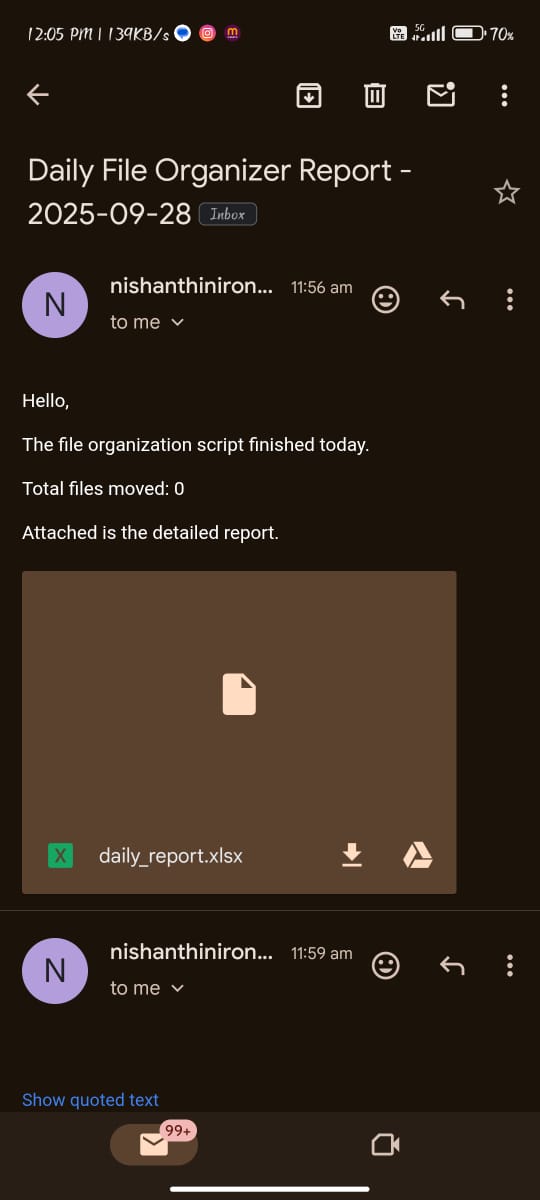 12:05 PM | 139KB/s
Vo LTE 5G 70%
Daily File Organizer Report -
2025-09-28 Inbox
N
nishanthiniron... 11:56 am
to me
Hello,
The file organization script finished today.
Total files moved: 0
Attached is the detailed report.
X daily_report.xlsx
N
nishanthiniron... 11:59 am
to me
Show quoted text
99+